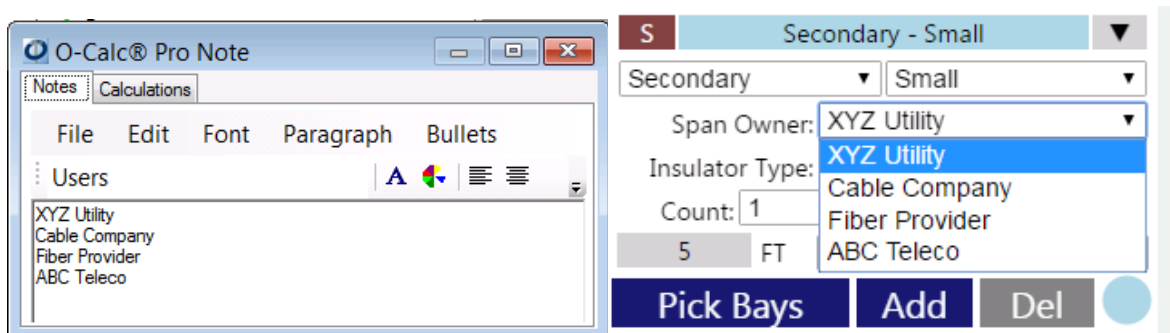 O-Calc® Pro Note
Notes Calculations
File Edit Font Paragraph Bullets
Users A
XYZ Utility
Cable Company
Fiber Provider
ABC Teleco
S Secondary - Small
Secondary Small
Span Owner: XYZ Utility
XYZ Utility
Insulator Type:
Cable Company
Count: 1
Fiber Provider
5 FT ABC Teleco
Pick Bays Add Del